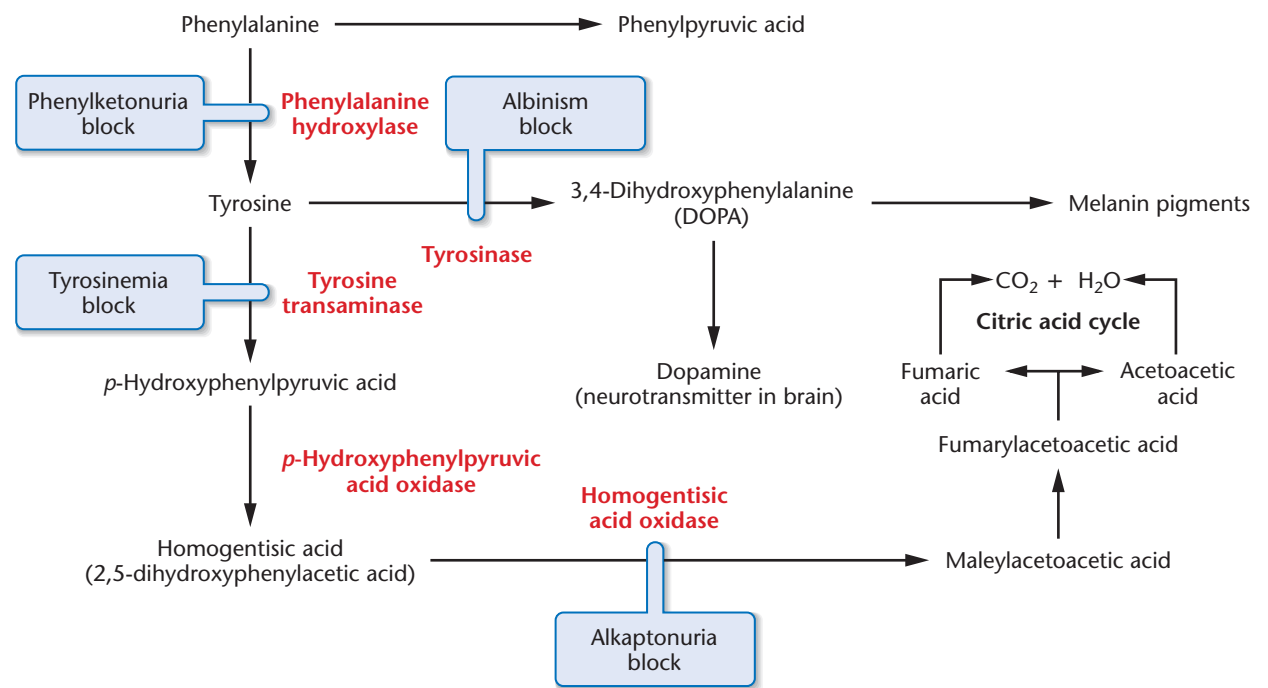 Phenylalanine
Phenylpyruvic acid
Phenylketonuria
block
Phenylalanine
hydroxylase
Albinism
block
Tyrosine
3,4-Dihydroxyphenylalanine
(DOPA)
Melanin pigments
Tyrosinase
Tyrosinemia
block
Tyrosine
transaminase
CO₂ + H₂O
Citric acid cycle
p-Hydroxyphenylpyruvic acid
Dopamine
(neurotransmitter in brain)
Fumaric
acid
Acetoacetic
acid
Fumarylacetoacetic acid
p-Hydroxyphenylpyruvic
acid oxidase
Homogentisic
acid oxidase
Homogentisic acid
(2,5-dihydroxyphenylacetic acid)
Maleylacetoacetic acid
Alkaptonuria
block